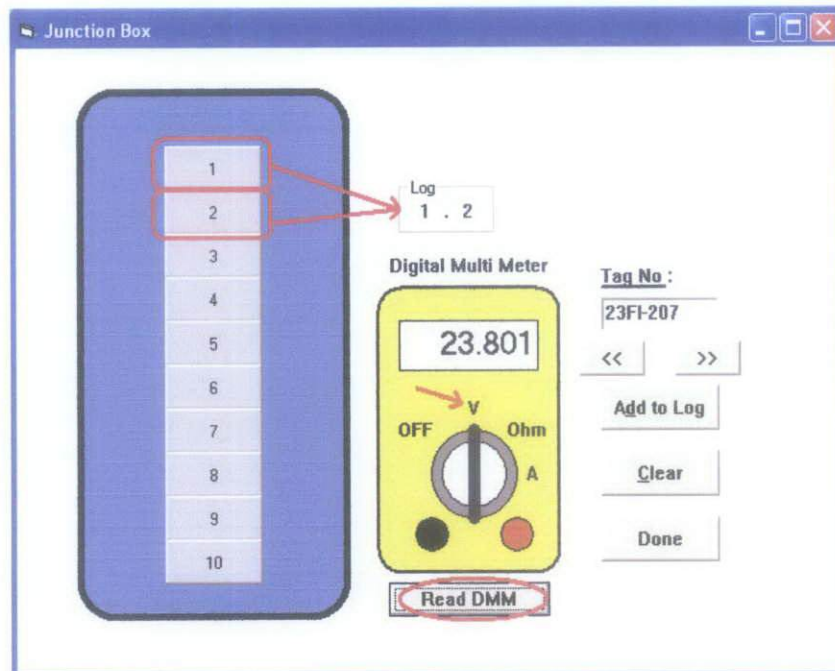 Junction Box
1
2
3
4
5
6
7
8
9
10
Log
1 . 2
Digital Multi Meter
23.801
V
OFF
Ohm
A
Read DMM
Tag No :
23FI-207
<< >>
Add to Log
Clear
Done